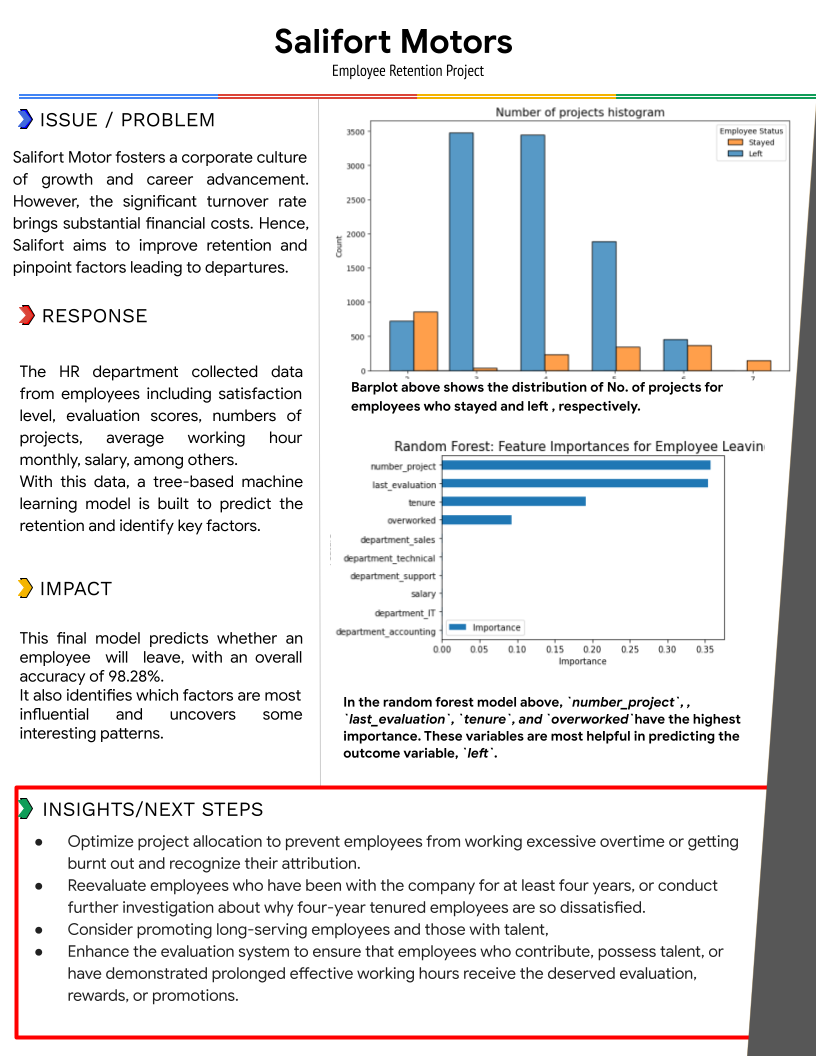 Salifort Motors
Employee Retention Project
ISSUE / PROBLEM
Salifort Motor fosters a corporate culture
of growth and career advancement.
However, the significant turnover rate
brings substantial financial costs. Hence,
Salifort aims to improve retention and
pinpoint factors leading to departures.
RESPONSE
The HR department collected data
from employees including satisfaction
level, evaluation scores, numbers of
projects, average working hour
monthly, salary, among others.
With this data, a tree-based machine
learning model is built to predict the
retention and identify key factors.
IMPACT
This final model predicts whether an
employee will leave, with an overall
accuracy of 98.28%.
It also identifies which factors are most
influential and uncovers some
interesting patterns.
Number of projects histogram
Employee Status
Stayed
Left
Count
3500
3000
2500
2000
1500
1000
500
0
Barplot above shows the distribution of No. of projects for
employees who stayed and left , respectively.
Random Forest: Feature Importances for Employee Leavin
number_project
last_evaluation
tenure
overworked
department_sales
department_technical
department_support
salary
department_IT
department_accounting
Importance
0.00 0.05 0.10 0.15 0.20 0.25 0.30 0.35
Importance
In the random forest model above, `number_project`, ,
`last_evaluation`, `tenure`, and `overworked`have the highest
importance. These variables are most helpful in predicting the
outcome variable, `left`.
INSIGHTS/NEXT STEPS
● Optimize project allocation to prevent employees from working excessive overtime or getting
burnt out and recognize their attribution.
● Reevaluate employees who have been with the company for at least four years, or conduct
further investigation about why four-year tenured employees are so dissatisfied.
● Consider promoting long-serving employees and those with talent,
● Enhance the evaluation system to ensure that employees who contribute, possess talent, or
have demonstrated prolonged effective working hours receive the deserved evaluation,
rewards, or promotions.